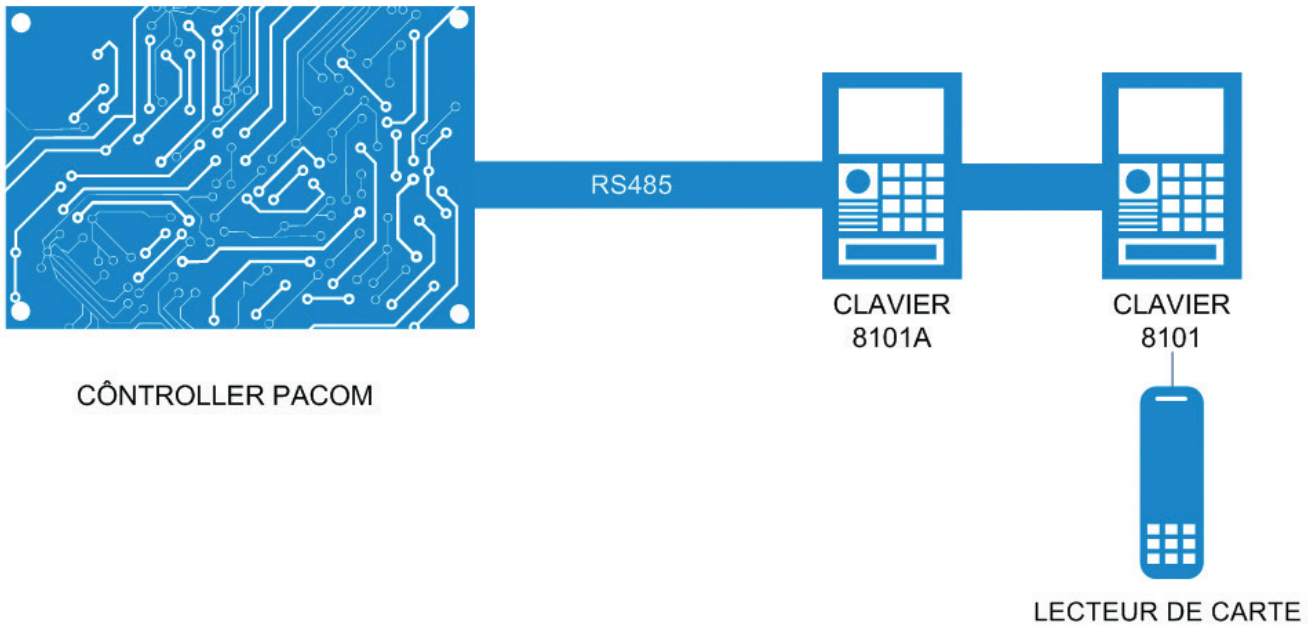 RS485
CLAVIER
8101A
CLAVIER
8101
CÔNTROLLER PACOM
LECTEUR DE CARTE